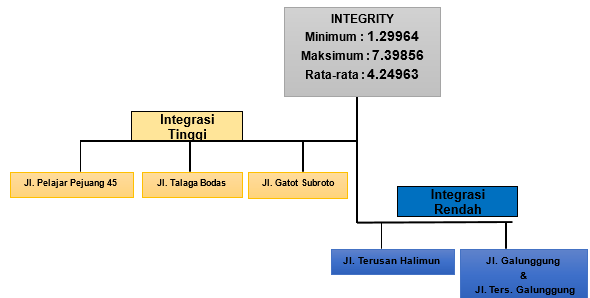 INTEGRITY
Minimum : 1.29964
Maksimum : 7.39856
Rata-rata : 4.24963
Integrasi
Tinggi
Jl. Pelajar Pejuang 45
Jl. Talaga Bodas
Jl. Gatot Subroto
Integrasi
Rendah
Jl. Terusan Halimun
Jl. Galunggung
&
Jl. Ters. Galunggung